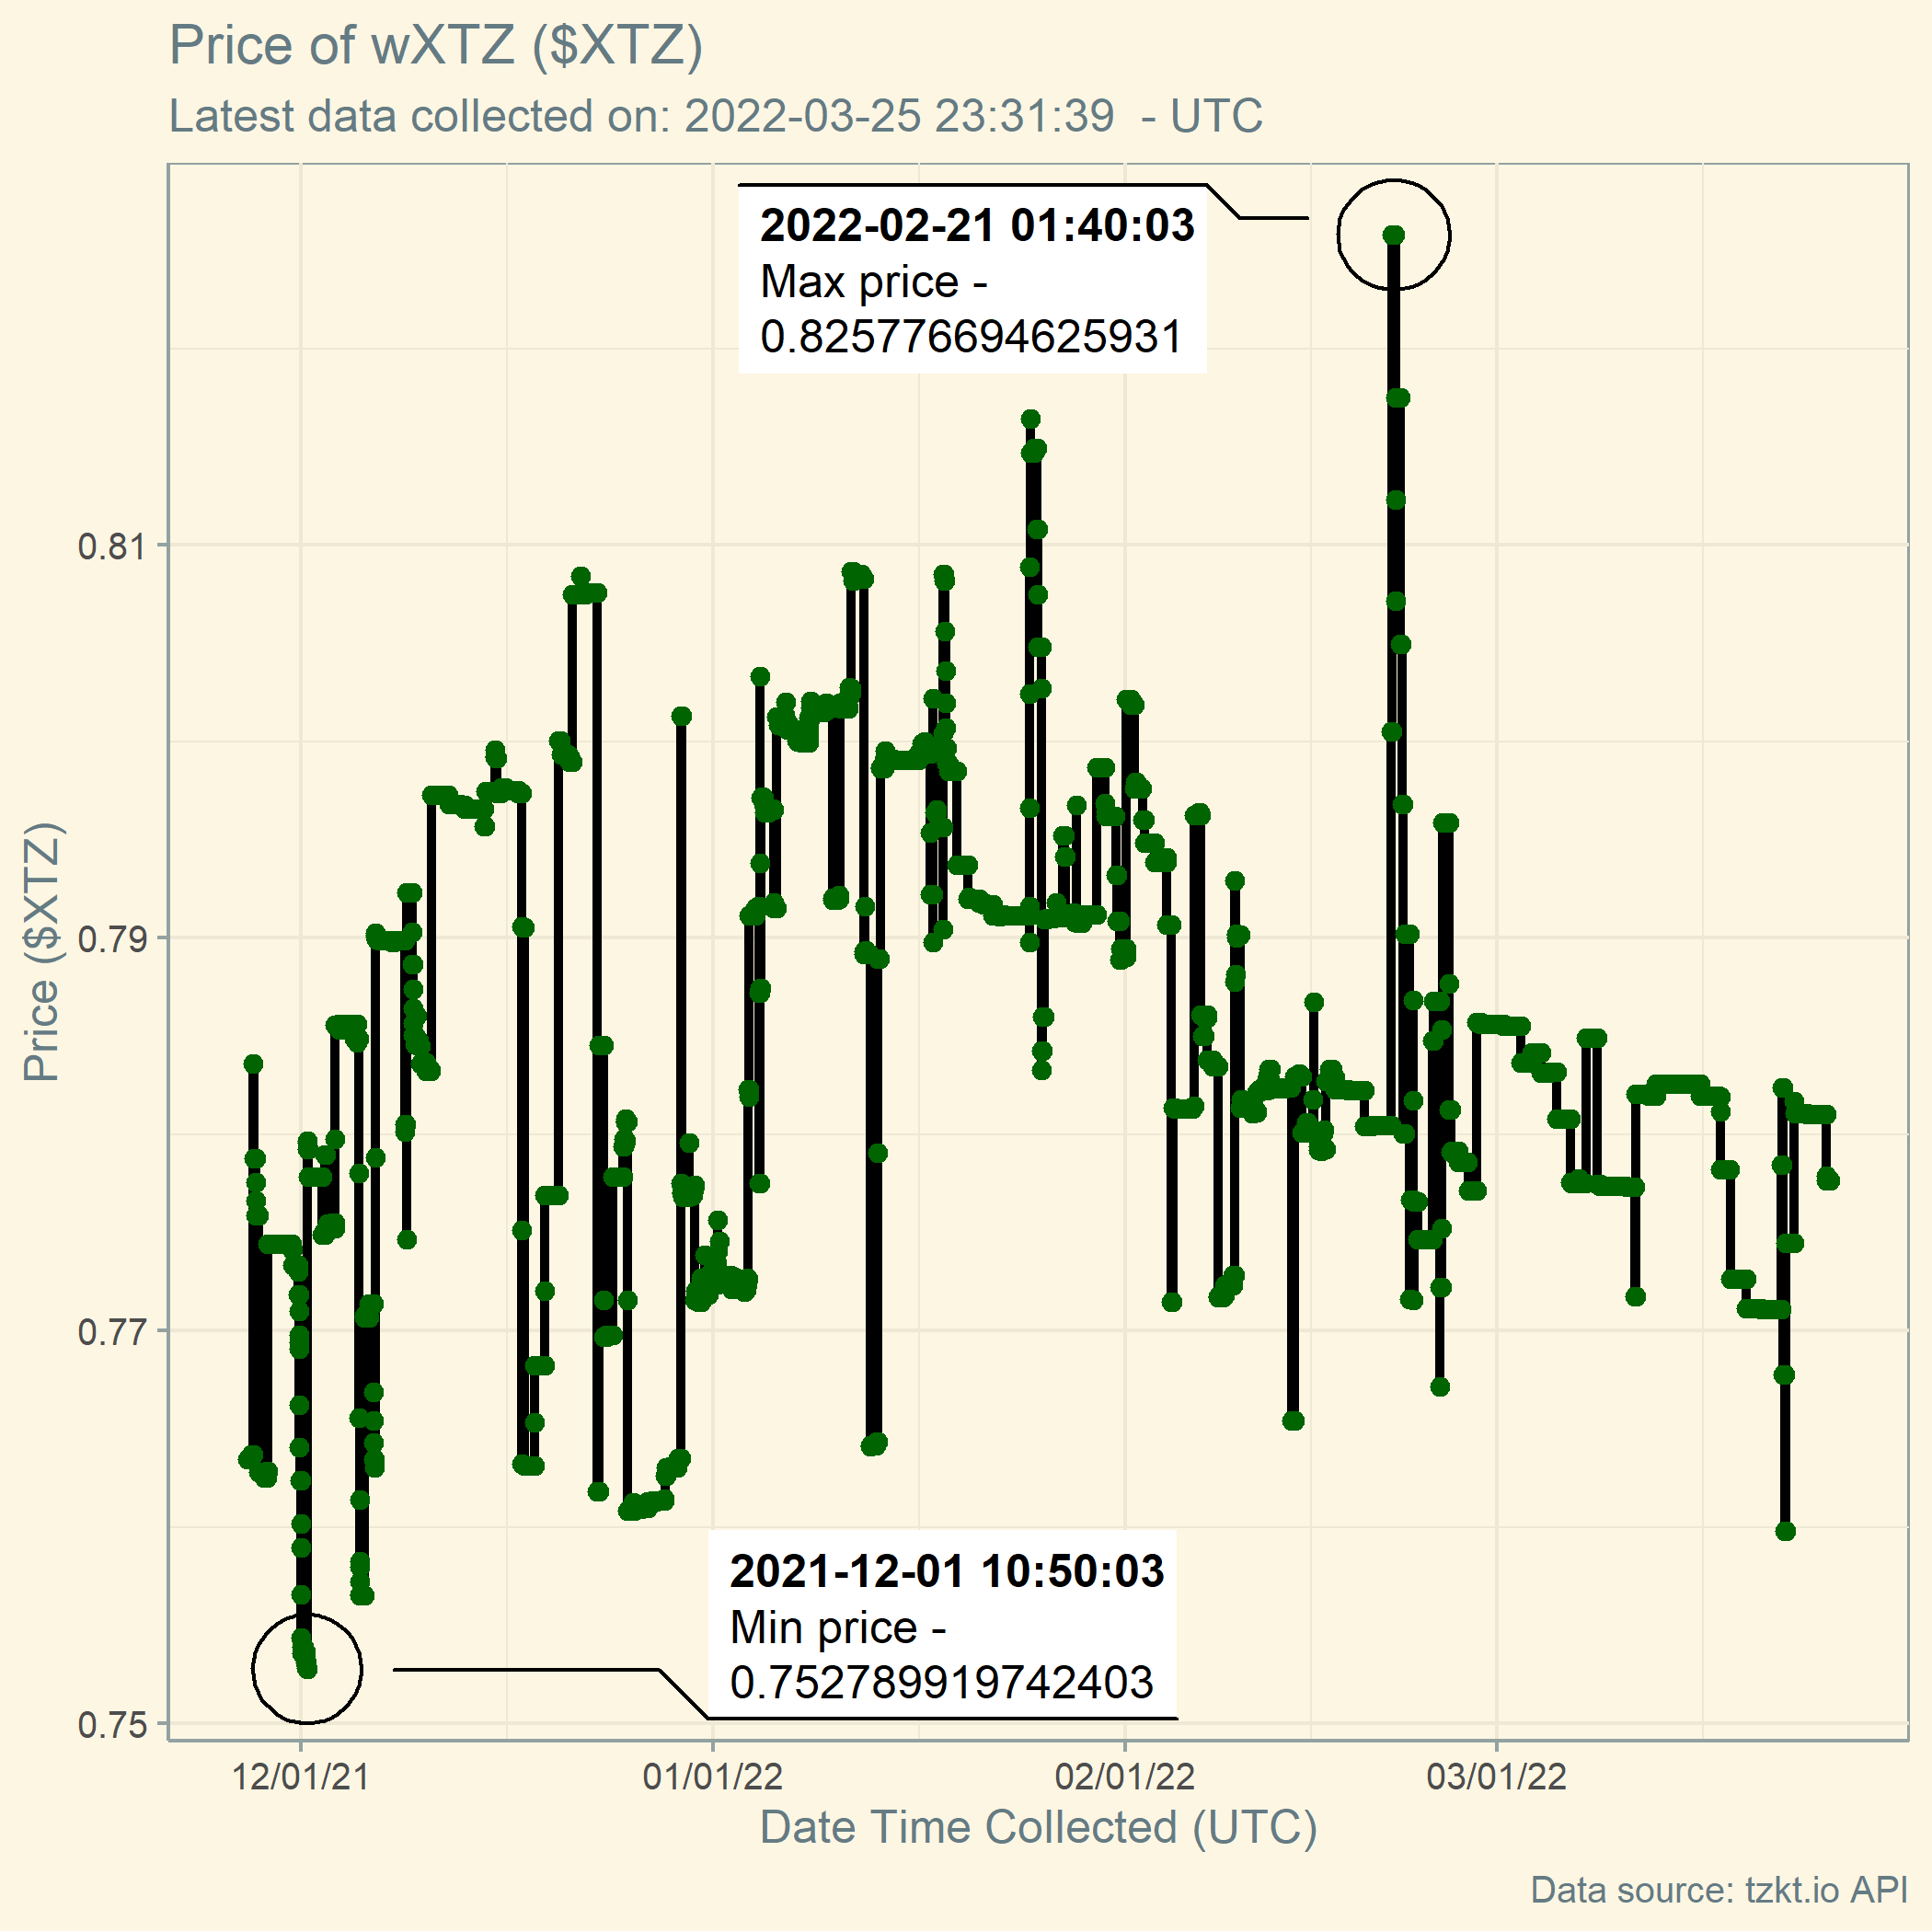 Price of wXTZ ($XTZ)
Latest data collected on: 2022-03-25 23:31:39  - UTC
2022-02-21 01:40:03
Max price -
0.825776694625931
0.81
0.79
0.77
0.75
Price ($XTZ)
2021-12-01 10:50:03
Min price -
0.752789919742403
12/01/21
01/01/22
02/01/22
03/01/22
Date Time Collected (UTC)
Data source: tzkt.io API